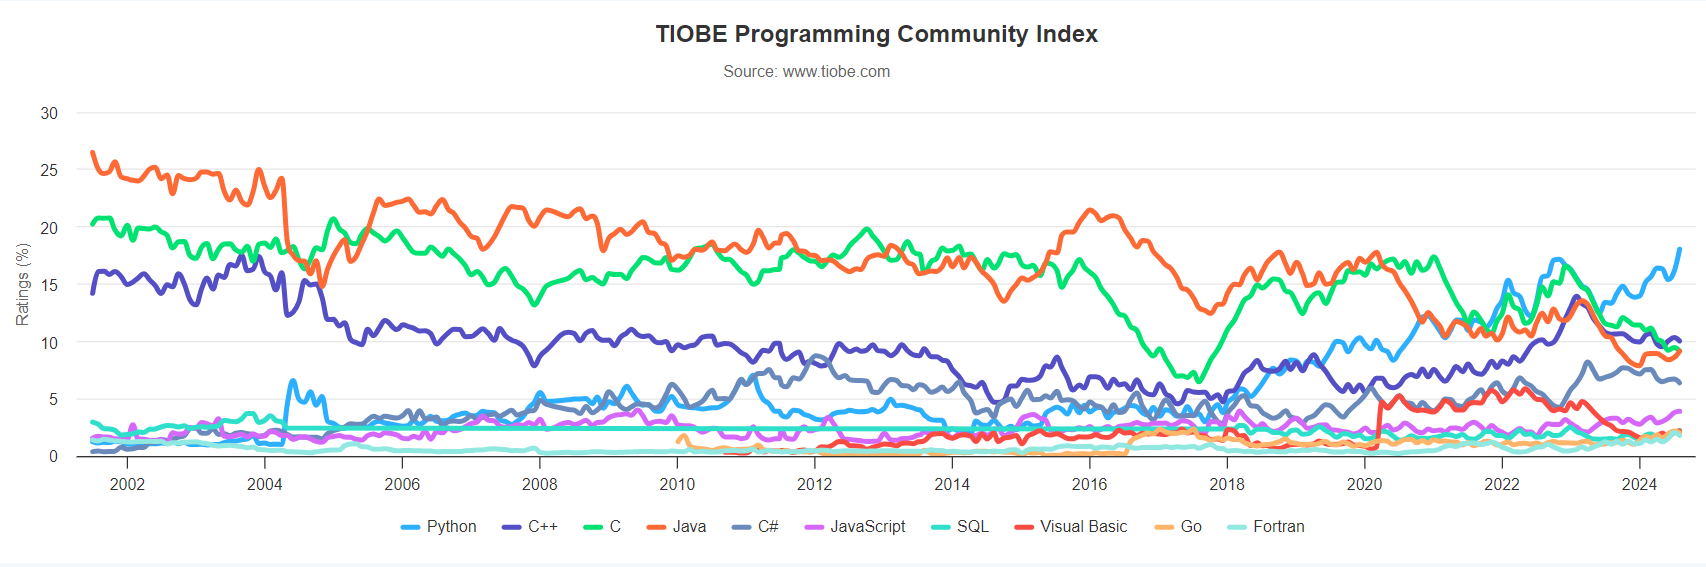 TIOBE Programming Community Index
Source: www.tiobe.com
Ratings (%)
30
25
20
15
10
5
0
2002 2004 2006 2008 2010 2012 2014 2016 2018 2020 2022 2024
Python C++ C Java C# JavaScript SQL Visual Basic Go Fortran